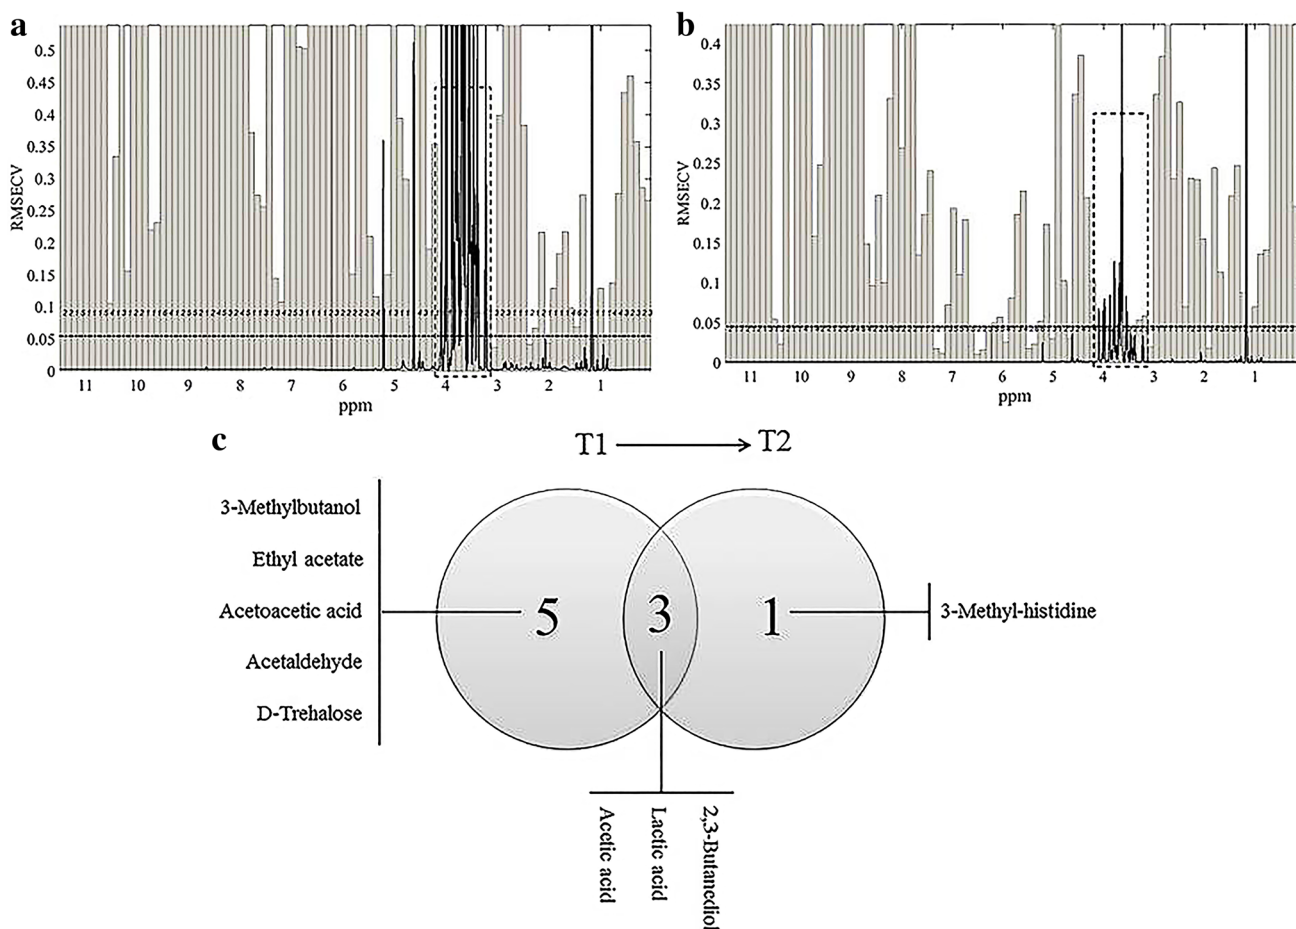 a
0.5
0.45
0.4
0.35
0.3
0.25
0.2
0.15
0.1
0.05
0
RMSECV
11 10 9 8 7 6 5 4 3 2 1
ppm
b
0.4
0.35
0.3
0.25
0.2
0.15
0.1
0.05
0
RMSECV
11 10 9 8 7 6 5 4 3 2 1
ppm
c
T1 T2
3-Methylbutanol
Ethyl acetate
Acetoacetic acid
Acetaldehyde
D-Trehalose
5
3
1
3-Methyl-histidine
Acetic acid
Lactic acid
2,3-Butanediol